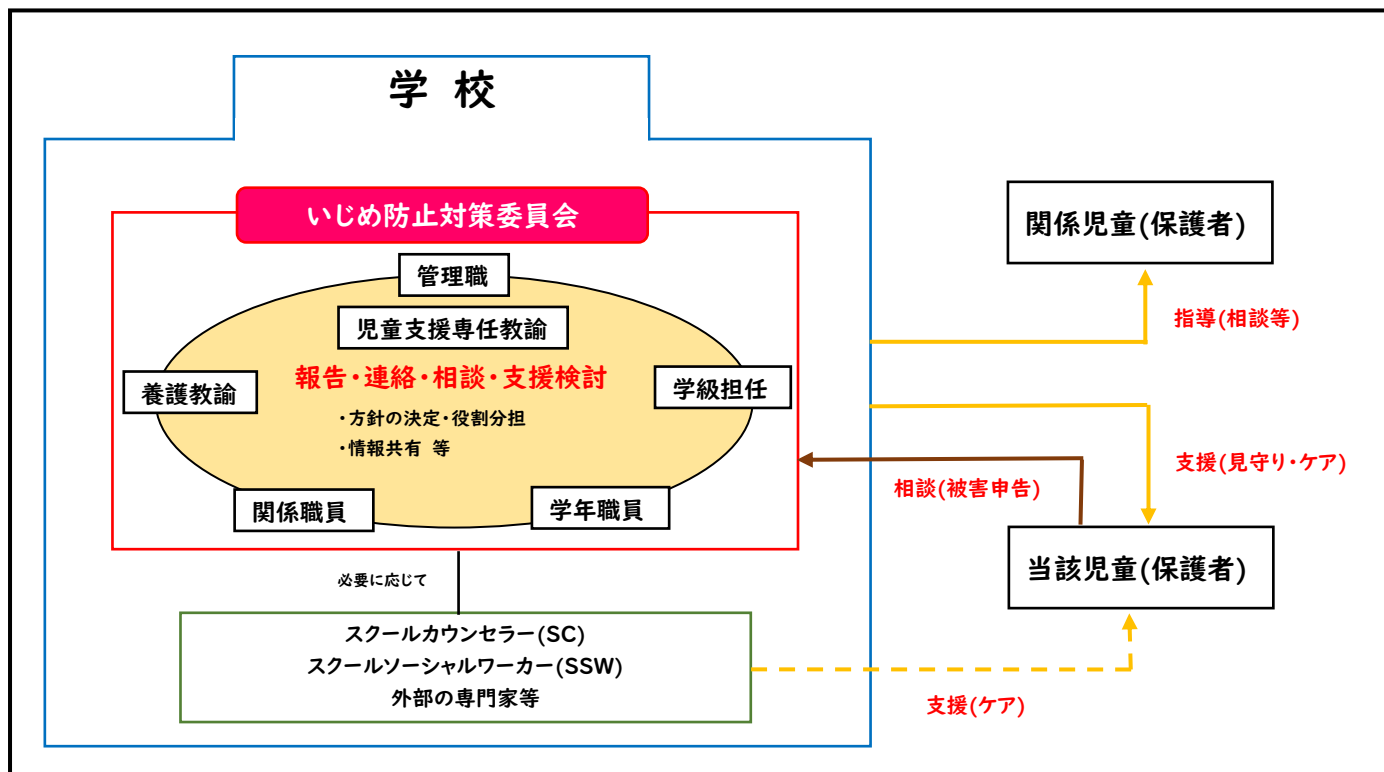 学 校
いじめ防止対策委員会
管理職
児童支援専任教諭
報告・連絡・相談・支援検討
養護教諭
学級担任
・方針の決定・役割分担
・情報共有 等
関係職員
学年職員
必要に応じて
スクールカウンセラー(SC)
スクールソーシャルワーカー(SSW)
外部の専門家等
関係児童(保護者)
指導(相談等)
支援(見守り・ケア)
相談(被害申告)
当該児童(保護者)
支援(ケア)